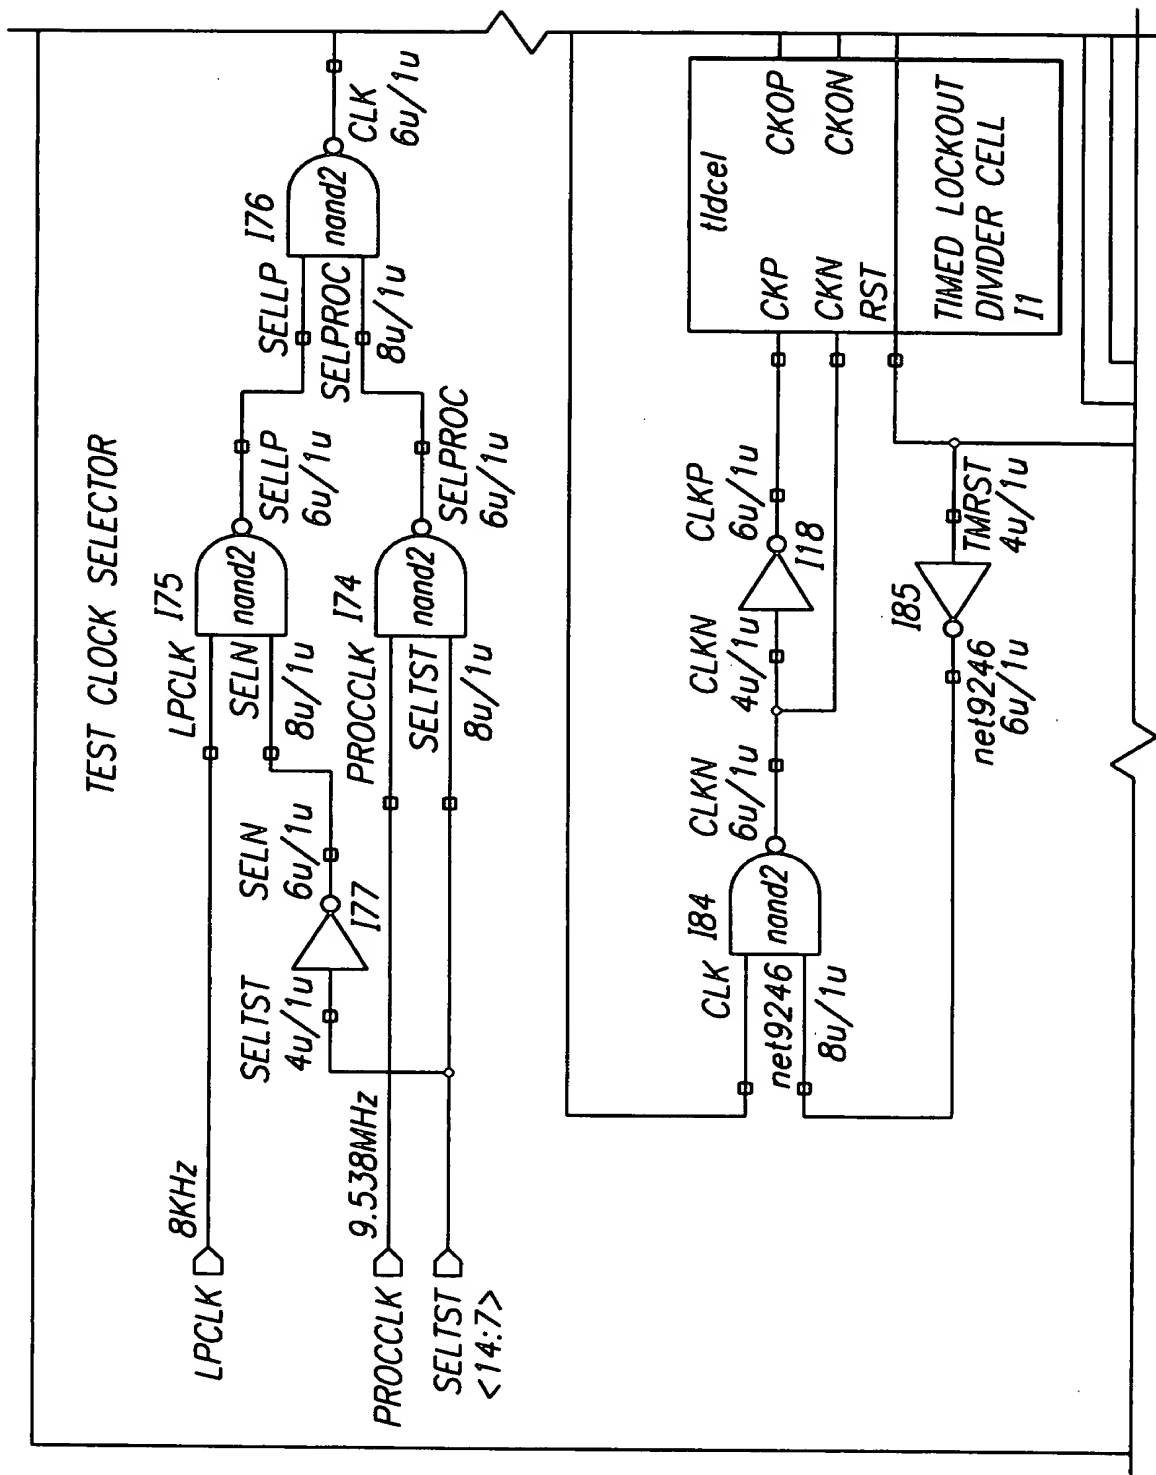 TEST CLOCK SELECTOR
LPCLK
8KHz
LPCLK
I75
SELN
8u/1u
nand2
SELLP
6u/1u
SELLP
I76
SELPROC
8u/1u
nand2
CLK
6u/1u
SELTST
4u/1u
I77
SELN
6u/1u
PROCCLK
9.538MHz
PROCCLK
I74
SELTST
8u/1u
nand2
SELPROC
6u/1u
SELTST
<14:7>
CLK
I84
net9246
8u/1u
nand2
CLKN
6u/1u
CLKN
4u/1u
I18
CLKP
6u/1u
tldcel
CKP
CKOP
CKN
CKON
RST
TIMED LOCKOUT
DIVIDER CELL
I1
I85
net9246
6u/1u
TMRST
4u/1u